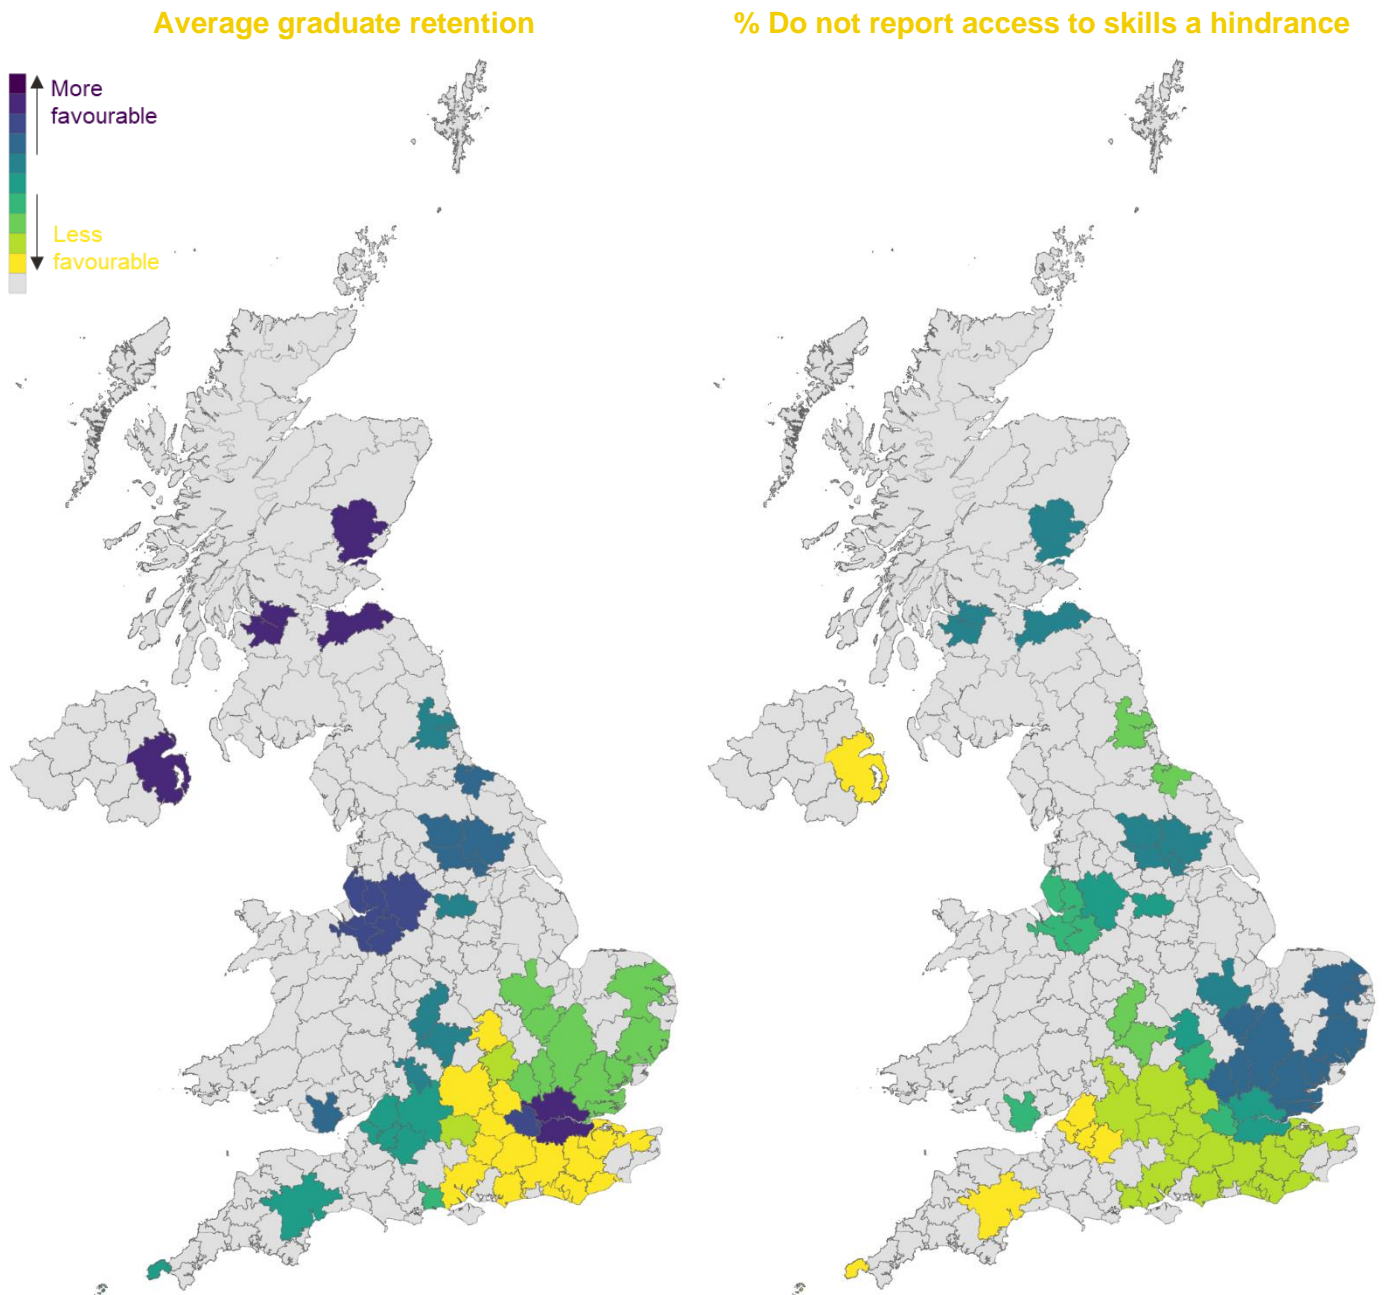 Average graduate retention
% Do not report access to skills a hindrance
More
favourable
Less
favourable